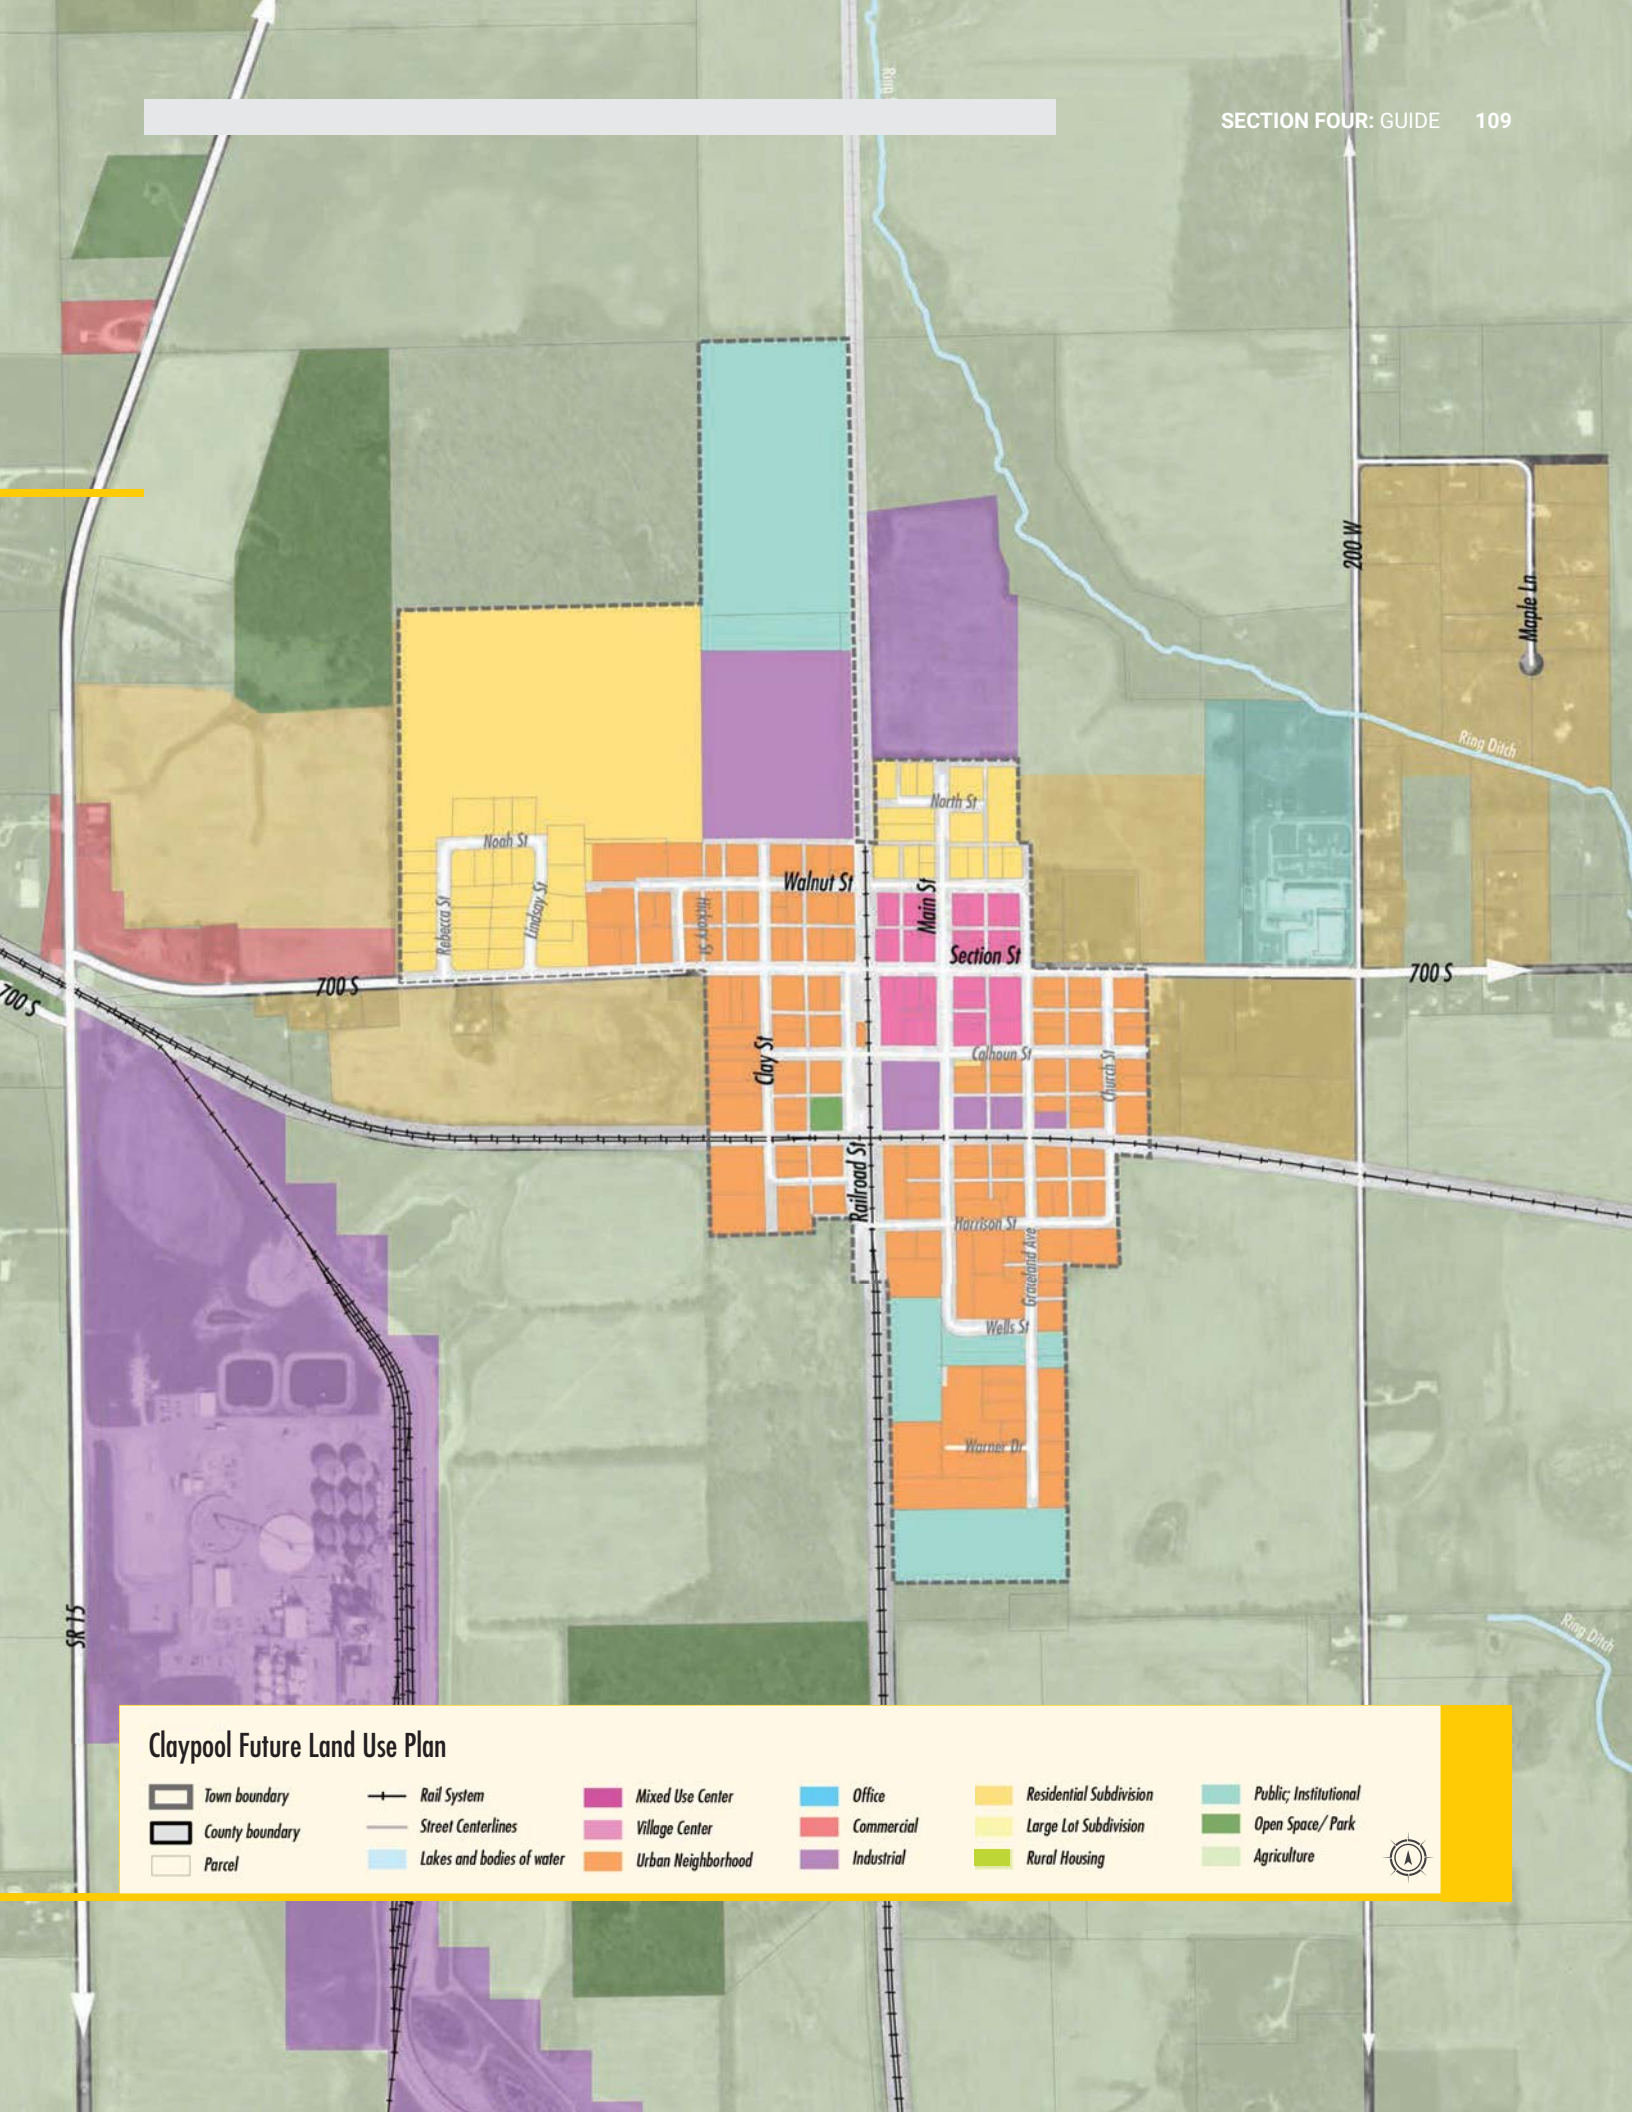 Ring
SECTION FOUR: GUIDE 109
200 W
Maple Ln
Ring Ditch
North St
Noah St
Walnut St
Main St
Rebecca St
Lindsay St
Hickory St
Section St
700 S
700 S
700 S
Clay St
Calhoun St
Church St
Railroad St
Harrison St
Graceland Ave
Wells St
Warner Dr
SR 15
Ring Ditch
Claypool Future Land Use Plan
Town boundary
County boundary
Parcel
Rail System
Street Centerlines
Lakes and bodies of water
Mixed Use Center
Village Center
Urban Neighborhood
Office
Commercial
Industrial
Residential Subdivision
Large Lot Subdivision
Rural Housing
Public; Institutional
Open Space/ Park
Agriculture